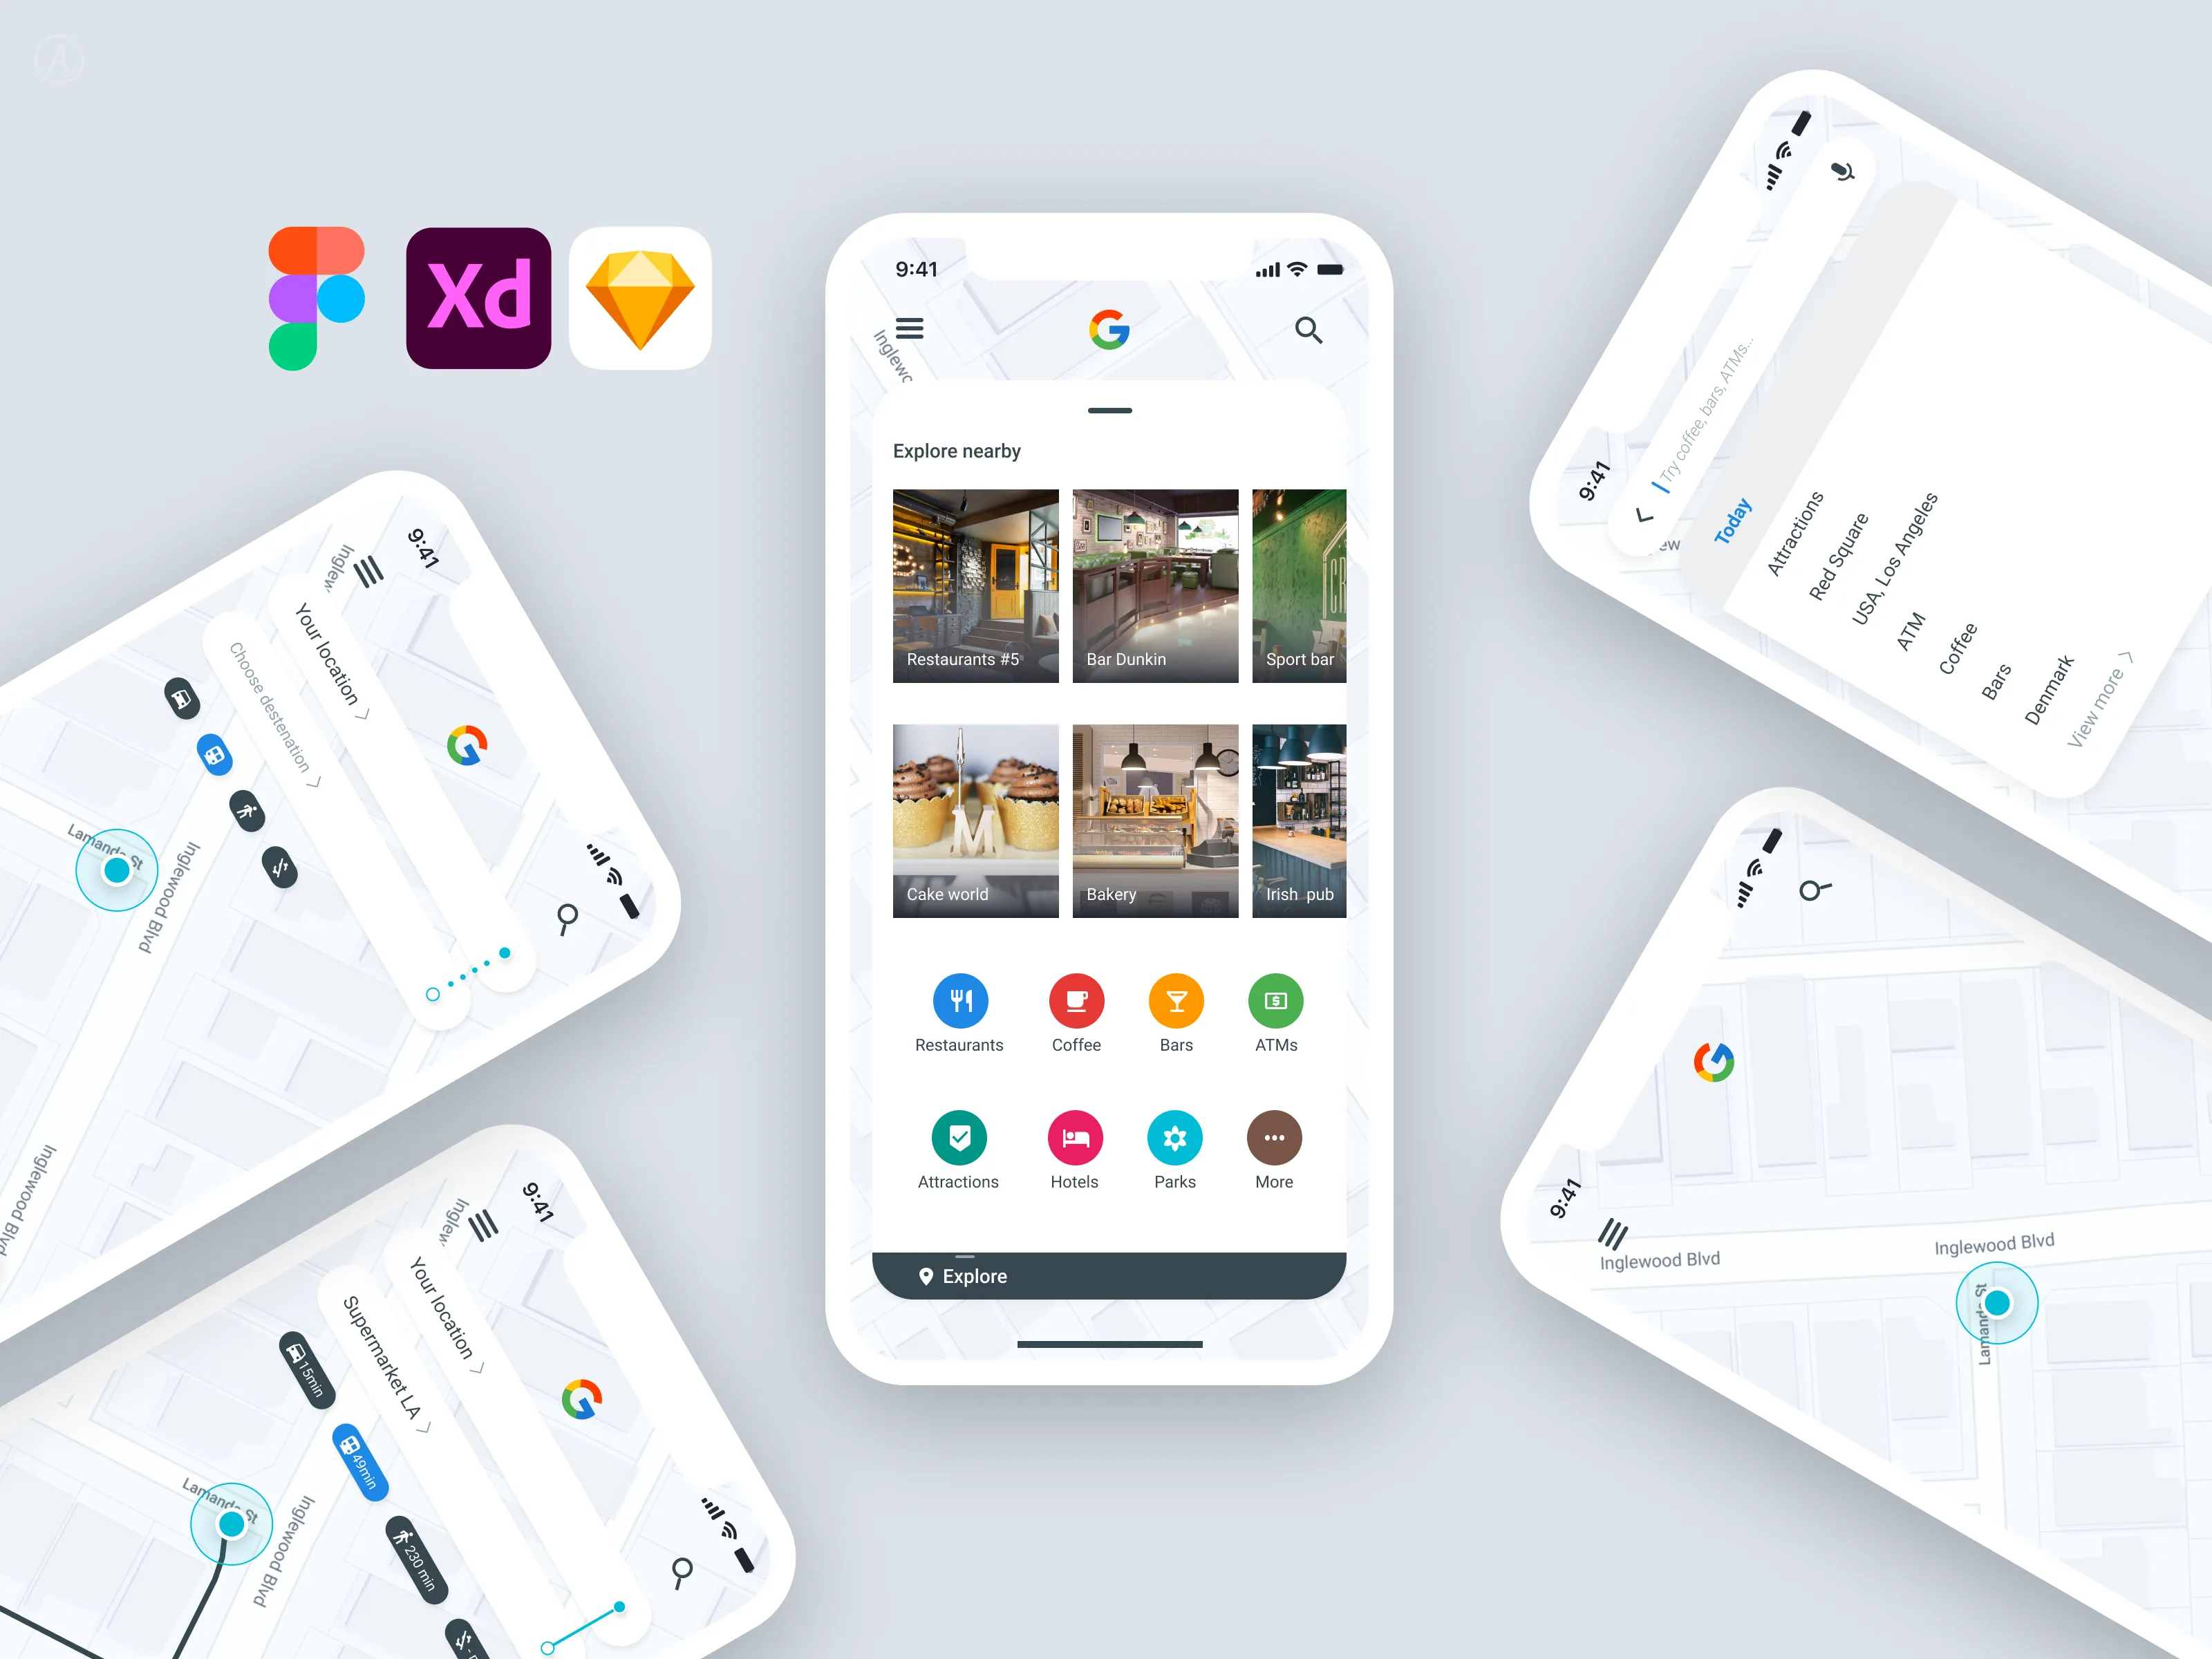 A
Xd
9:41
Inglewo
Explore nearby
Restaurants #5
Bar Dunkin
Sport bar
M
Cake world
Bakery
Irish pub
Restaurants
Coffee
Bars
ATMs
Attractions
Hotels
Parks
More
Explore
9:41
Inglew
Your location
Choose destenation
Lamanda St
Inglewood Blvd
Inglewood Blvd
9:41
Inglew
Your location
Supermarket LA
15min
49min
230 min
Lamanda St
Inglewood Blvd
9:41
Try coffee, bars, ATMs...
ew
Today
Attractions
Red Square
USA, Los Angeles
ATM
Coffee
Bars
Denmark
View more
9:41
Inglewood Blvd
Inglewood Blvd
Lamanda St